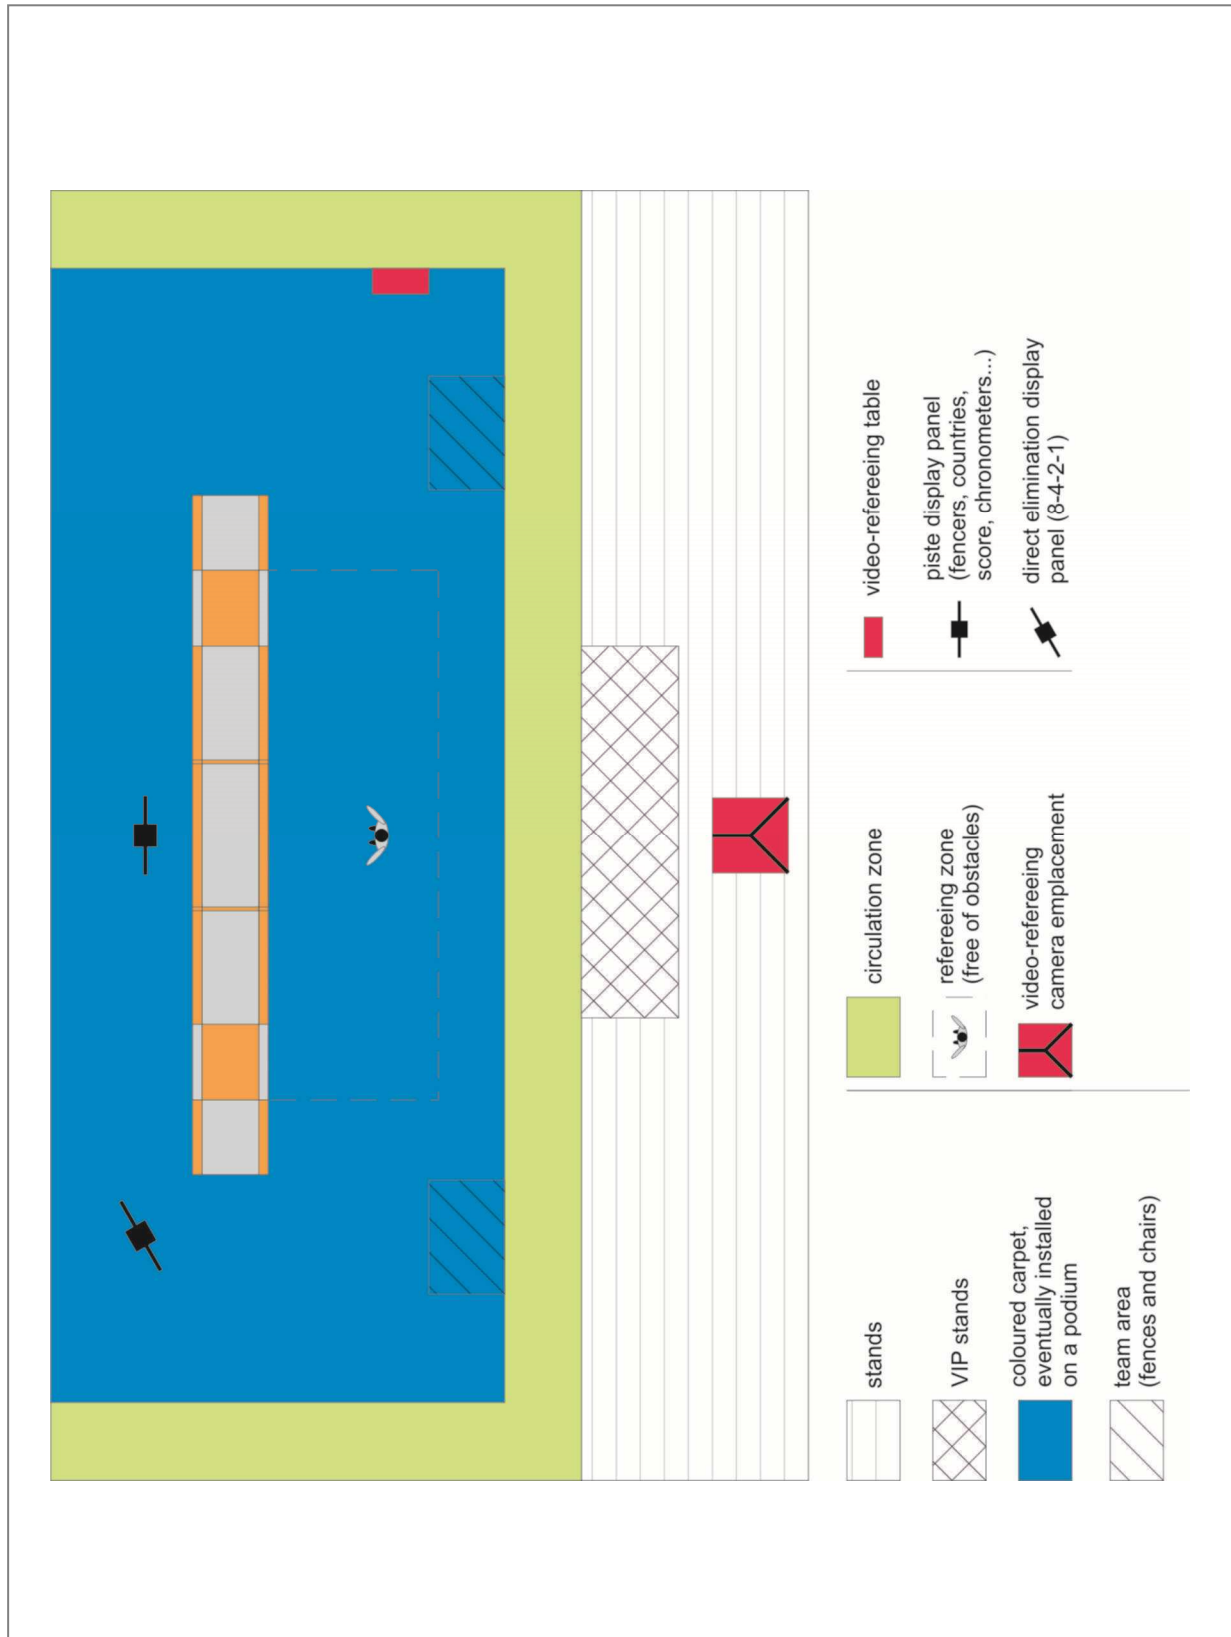 stands
VIP stands
coloured carpet,
eventually installed
on a podium
team area
(fences and chairs)
circulation zone
refereeing zone
(free of obstacles)
video-refereeing
camera emplacement
video-refereeing table
piste display panel
(fencers, countries,
score, chronometers...)
direct elimination display
panel (8-4-2-1)